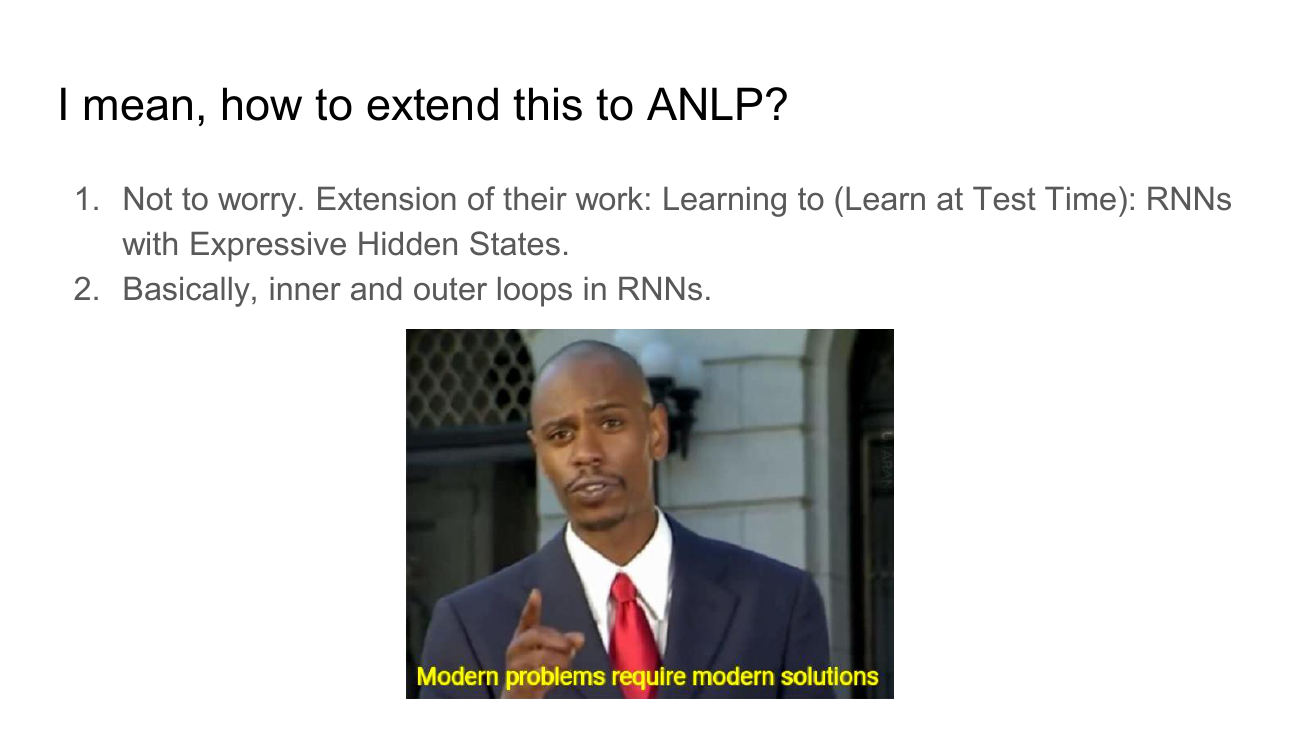 I mean, how to extend this to ANLP?
1. Not to worry. Extension of their work: Learning to (Learn at Test Time): RNNs
with Expressive Hidden States.
2. Basically, inner and outer loops in RNNs.
Modern problems require modern solutions